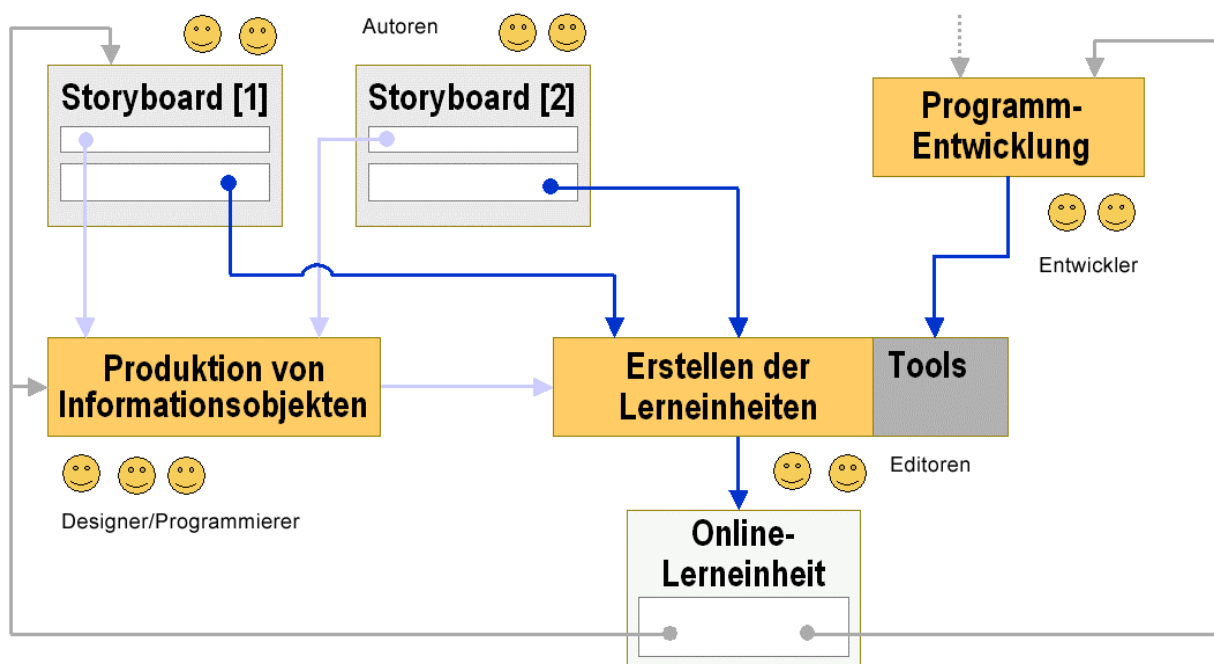 Autoren
Storyboard [1]
Storyboard [2]
Programm-
Entwicklung
Entwickler
Produktion von
Informationsobjekten
Erstellen der
Lerneinheiten
Tools
Designer/Programmierer
Editoren
Online-
Lerneinheit